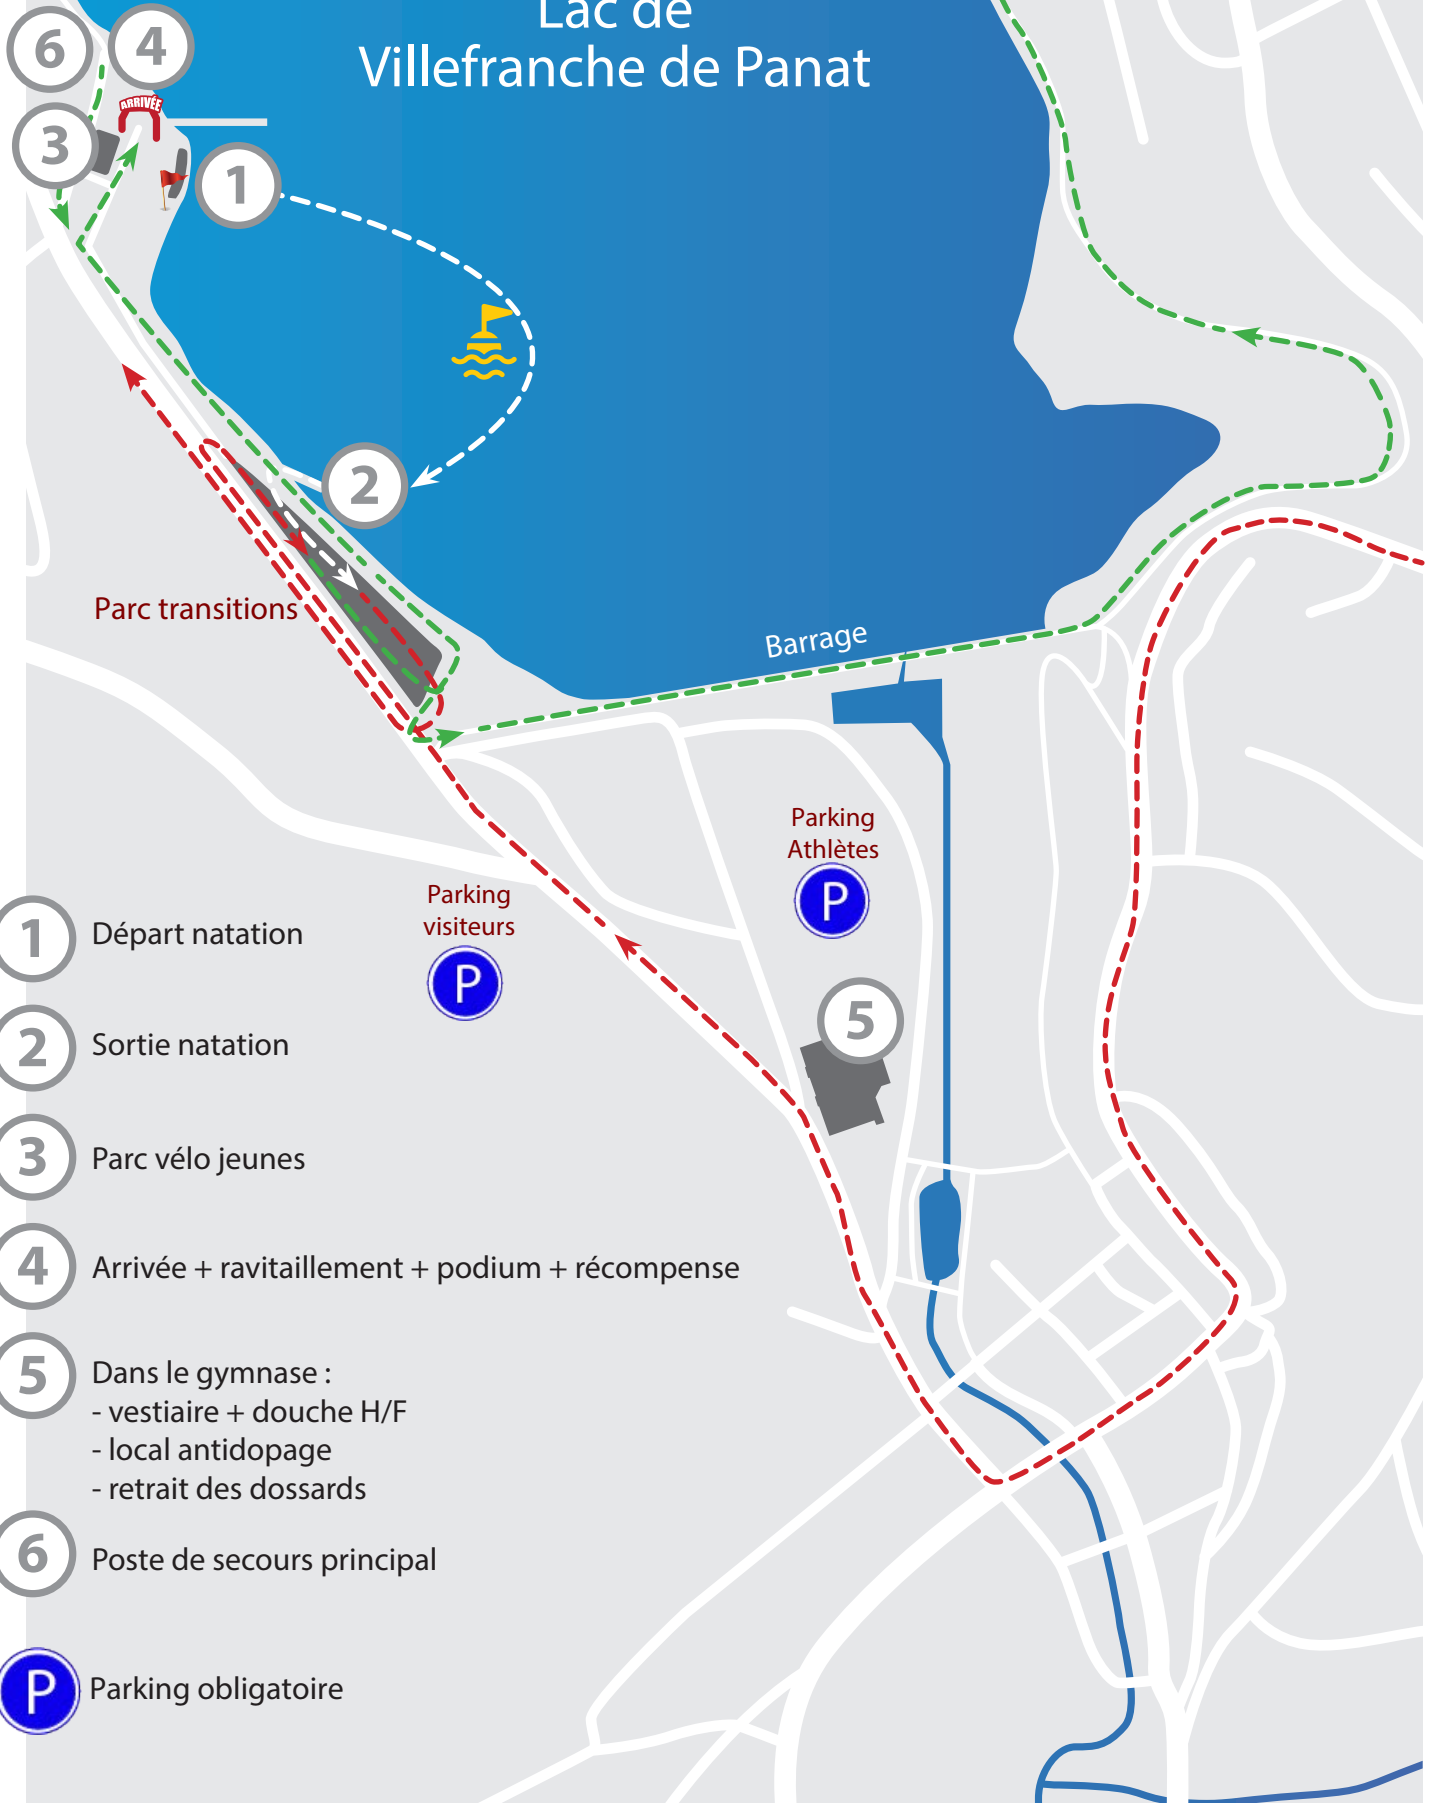 Lac de
Villefranche de Panat
6
4
ARRIVÉE
3
1
2
Parc transitions
Barrage
Parking
Athlètes
P
Parking
visiteurs
P
5
1 Départ natation
2 Sortie natation
3 Parc vélo jeunes
4 Arrivée + ravitaillement + podium + récompense
5 Dans le gymnase :
- vestiaire + douche H/F
- local antidopage
- retrait des dossards
6 Poste de secours principal
P Parking obligatoire